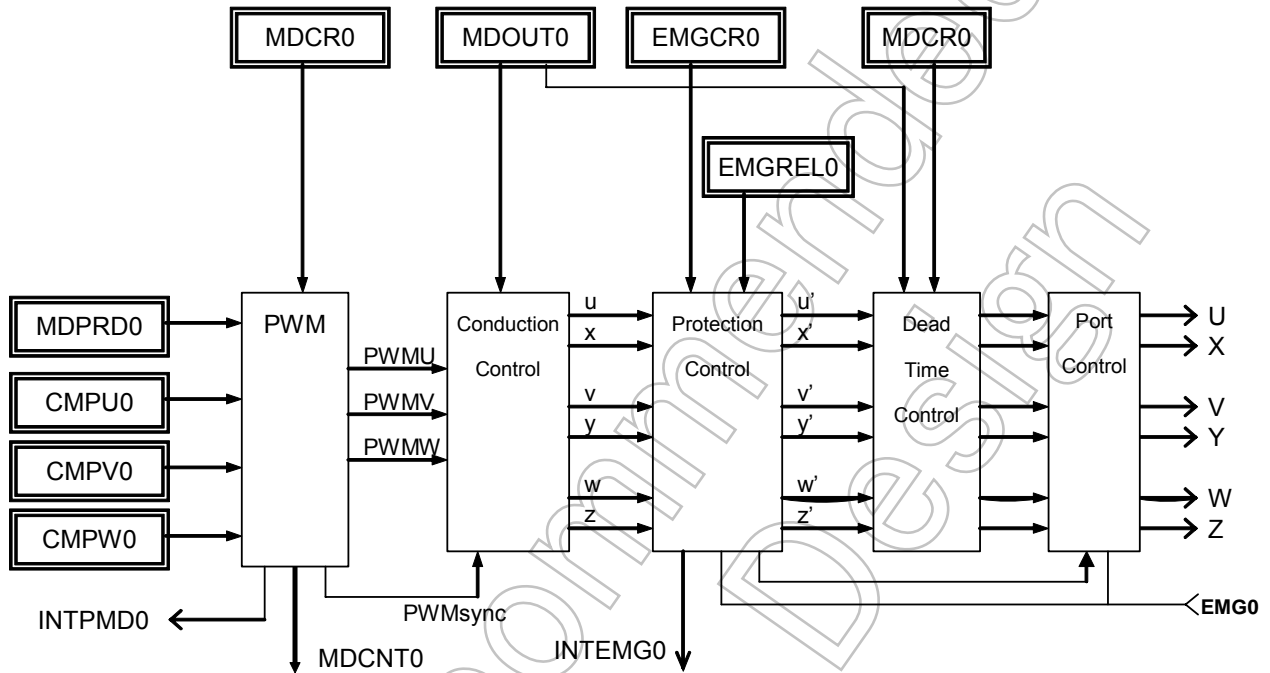 MDCR0
MDOUT0
EMGCR0
MDCR0
EMGREL0
MDPRD0
CMPU0
CMPV0
CMPW0
PWM
PWMU
PWMV
PWMW
Conduction
Control
u
x
v
y
w
z
Protection
Control
u'
x'
v'
y'
w'
z'
Dead
Time
Control
Port
Control
U
X
V
Y
W
Z
INTPMD0
MDCNT0
PWMsync
INTEMG0
EMG0
Design